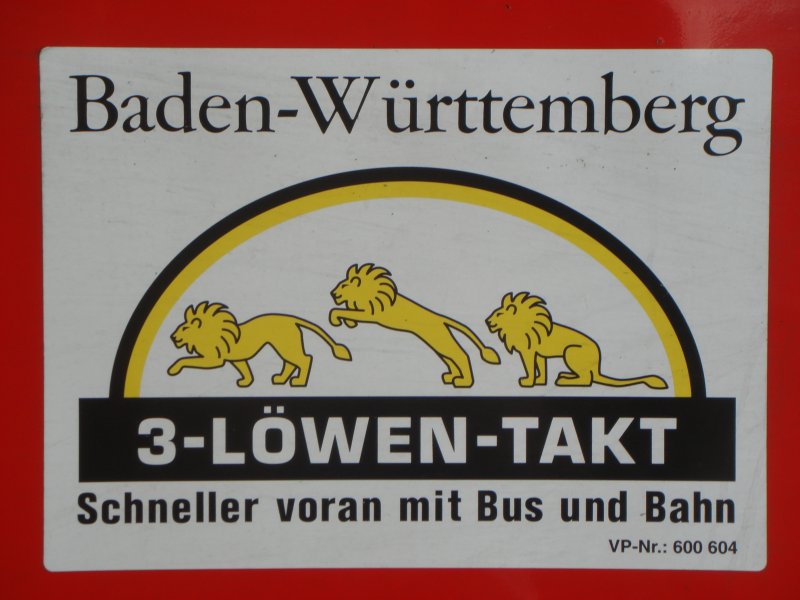 Baden-Württemberg
3-LÖWEN-TAKT
Schneller voran mit Bus und Bahn
VP-Nr.: 600 604